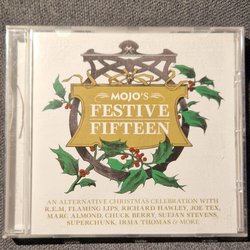 MOJO'S
FESTIVE
FIFTEEN
AN ALTERNATIVE CHRISTMAS CELEBRATION WITH
R.E.M, FLAMING LIPS, RICHARD HAWLEY, JOE TEX,
MARC ALMOND, CHUCK BERRY, SUFJAN STEVENS,
SUPERCHUNK, IRMA THOMAS & MORE